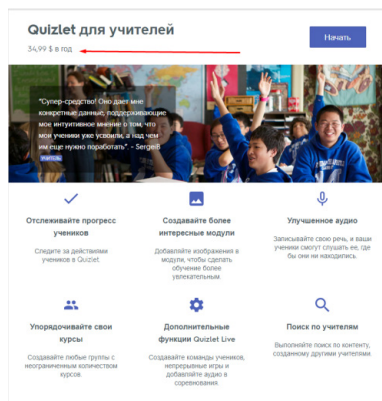 Quizlet для учителей
34,99 $ в год
Начать
"Супер-средство! Оно дает мне
конкретные данные, поддерживающие
мое интуитивное мнение о том, что
мои ученики уже усвоили, а над чем
им еще нужно поработать". - SergeiB
УЧИТЕЛЬ
Отслеживайте прогресс
учеников
Следите за действиями
учеников в Quizlet.
Создавайте более
интересные модули
Добавляйте изображения в
модули, чтобы сделать
обучение более
увлекательным.
Улучшенное аудио
Записывайте свою речь, и ваши
ученики смогут слушать ее, где
бы они ни находились.
Упорядочивайте свои
курсы
Создавайте любые группы с
неограниченным количеством
курсов.
Дополнительные
функции Quizlet Live
Создавайте команды учеников,
непрерывные игры и
добавляйте аудио в
соревнования.
Поиск по учителям
Выполняйте поиск по контенту,
созданному другими учителями.